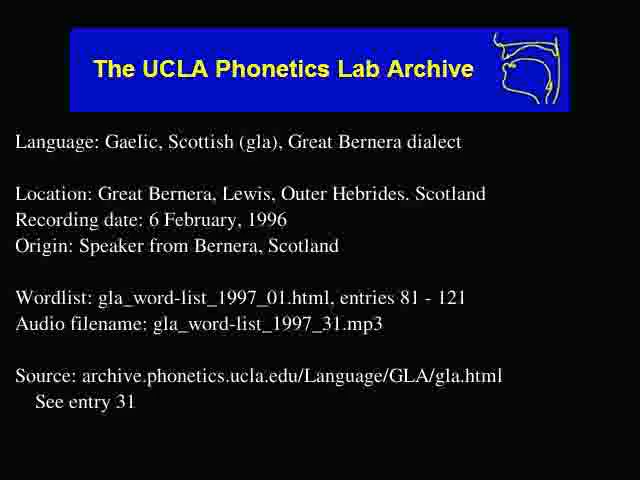 The UCLA Phonetics Lab Archive
Language: Gaelic, Scottish (gla), Great Bernera dialect
Location: Great Bernera, Lewis, Outer Hebrides. Scotland
Recording date: 6 February, 1996
Origin: Speaker from Bernera, Scotland
Wordlist: gla_word-list_1997_01.html, entries 81 - 121
Audio filename: gla_word-list_1997_31.mp3
Source: archive.phonetics.ucla.edu/Language/GLA/gla.html
See entry 31